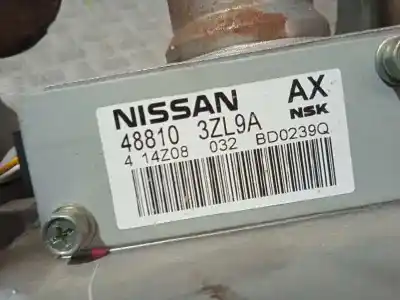 NISSAN AX
48810 3ZL9A NSK
4 14Z08 032 BD0239Q